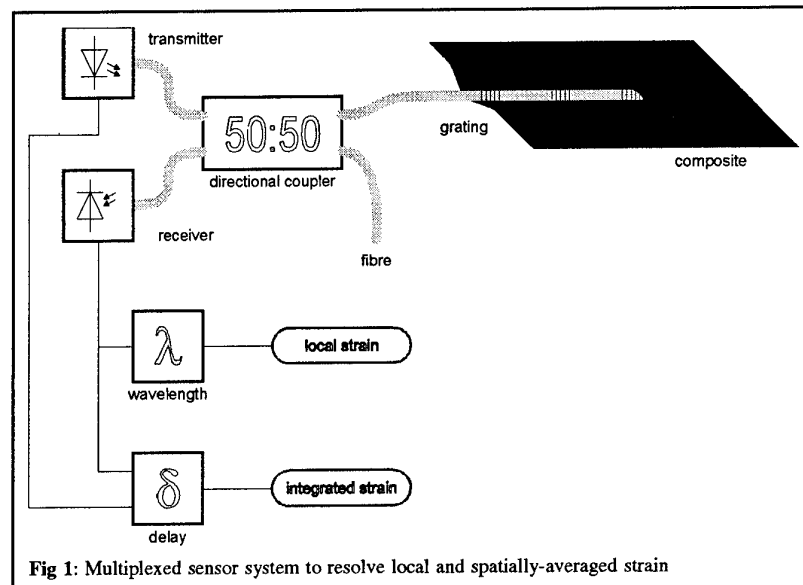 transmitter
50:50
directional coupler
grating
composite
receiver
fibre
λ
local strain
wavelength
δ
integrated strain
delay
Fig 1: Multiplexed sensor system to resolve local and spatially-averaged strain